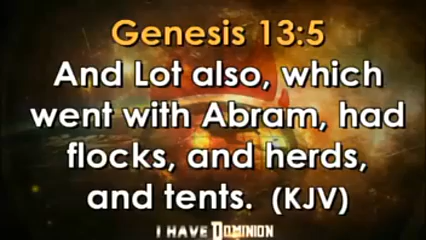 Genesis 13:5
And Lot also, which
went with Abram, had
flocks, and herds,
and tents. (KJV)
I HAVE DOMINION